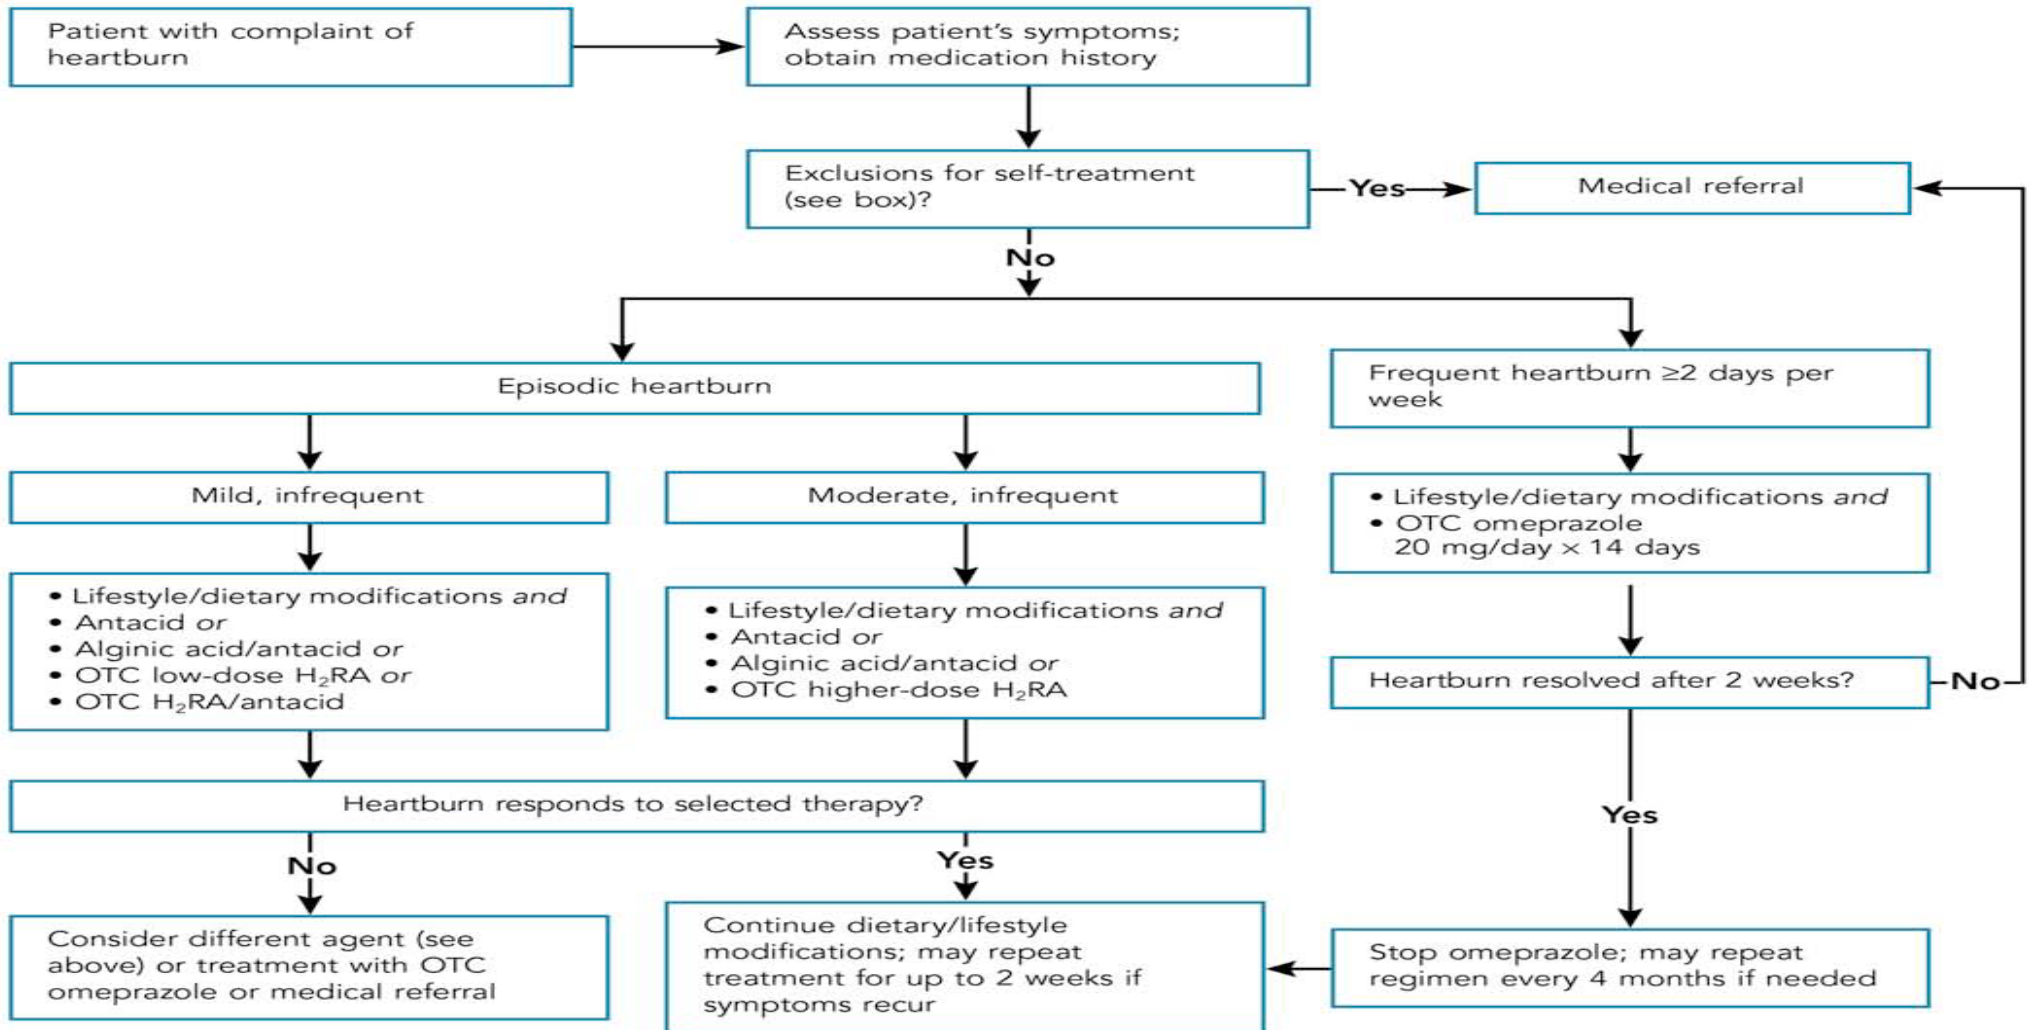 Patient with complaint of
heartburn
Assess patient’s symptoms;
obtain medication history
Exclusions for self-treatment
(see box)?
Yes
Medical referral
No
Episodic heartburn
Frequent heartburn ≥2 days per
week
Mild, infrequent
Moderate, infrequent
• Lifestyle/dietary modifications and
• OTC omeprazole
20 mg/day x 14 days
• Lifestyle/dietary modifications and
• Antacid or
• Alginic acid/antacid or
• OTC low-dose H₂RA or
• OTC H₂RA/antacid
• Lifestyle/dietary modifications and
• Antacid or
• Alginic acid/antacid or
• OTC higher-dose H₂RA
Heartburn resolved after 2 weeks?
No
Heartburn responds to selected therapy?
Yes
No
Yes
Consider different agent (see
above) or treatment with OTC
omeprazole or medical referral
Continue dietary/lifestyle
modifications; may repeat
treatment for up to 2 weeks if
symptoms recur
Stop omeprazole; may repeat
regimen every 4 months if needed